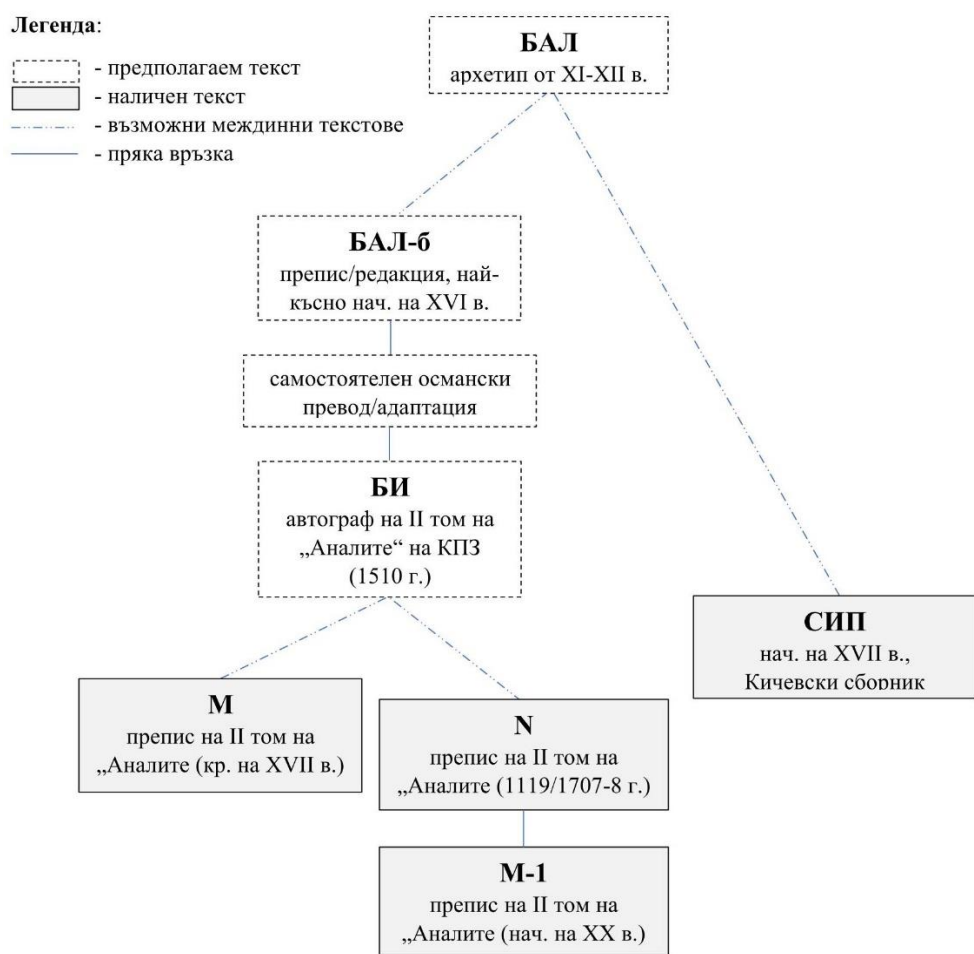 Легенда:
- предполагаем текст
- наличен текст
- възможни междинни текстове
- пряка връзка
БАЛ
архетип от XI-XII в.
БАЛ-б
препис/редакция, най-
късно нач. на XVI в.
самостоятелен османски
превод/адаптация
БИ
автограф на II том на
„Аналите“ на КПЗ
(1510 г.)
СИП
нач. на XVII в.,
Кичевски сборник
M
препис на II том на
„Аналите (кр. на XVII в.)
N
препис на II том на
„Аналите (1119/1707-8 г.)
M-1
препис на II том на
„Аналите (нач. на XX в.)